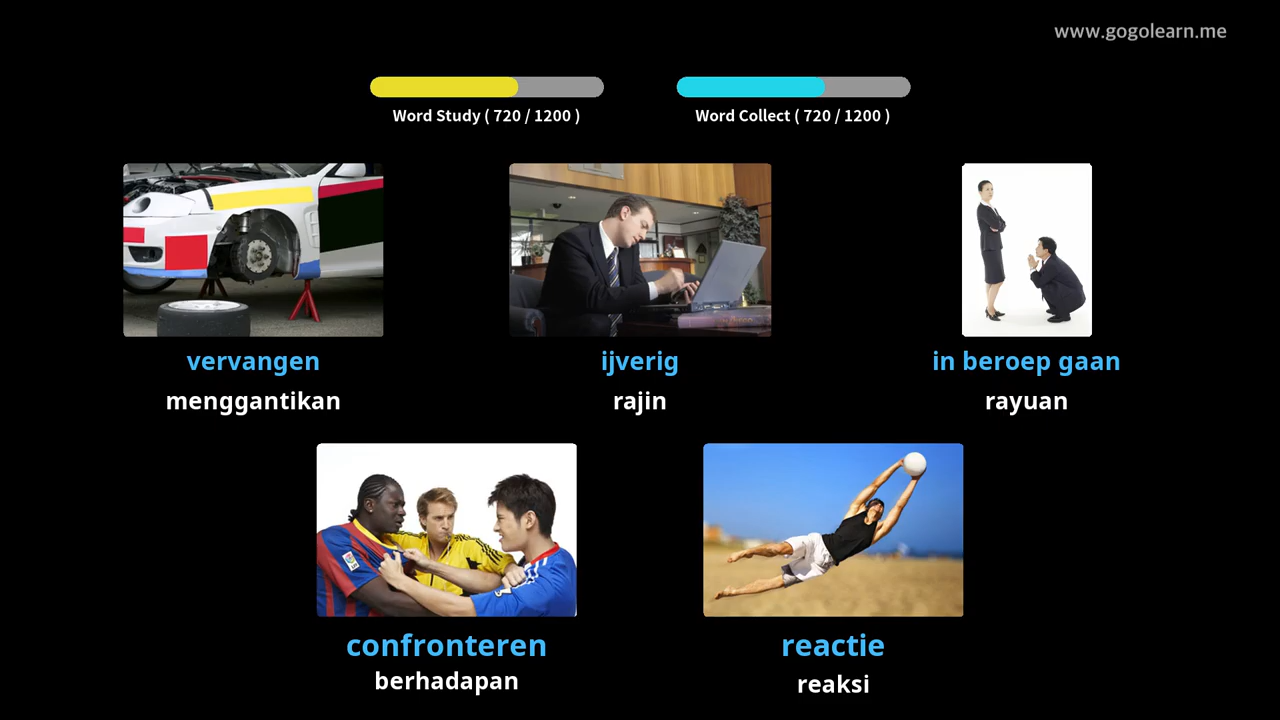 www.gogolearn.me
Word Study ( 720 / 1200 )
Word Collect ( 720 / 1200 )
vervangen
menggantikan
ijverig
rajin
in beroep gaan
rayuan
confronteren
berhadapan
reactie
reaksi